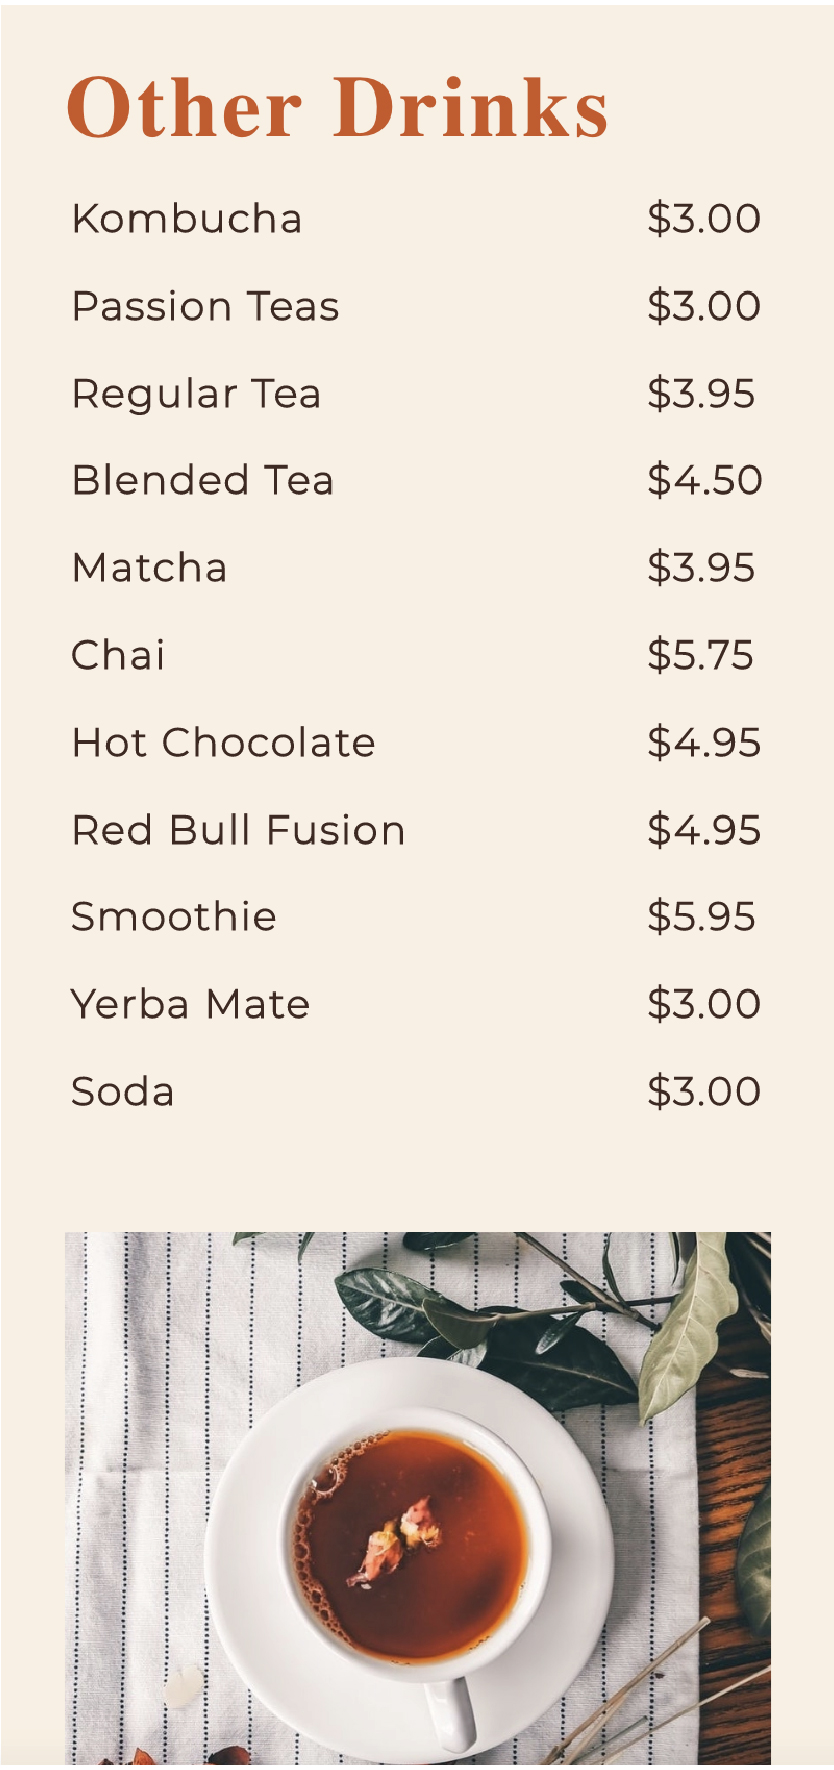 Other Drinks
Kombucha $3.00
Passion Teas $3.00
Regular Tea $3.95
Blended Tea $4.50
Matcha $3.95
Chai $5.75
Hot Chocolate $4.95
Red Bull Fusion $4.95
Smoothie $5.95
Yerba Mate $3.00
Soda $3.00